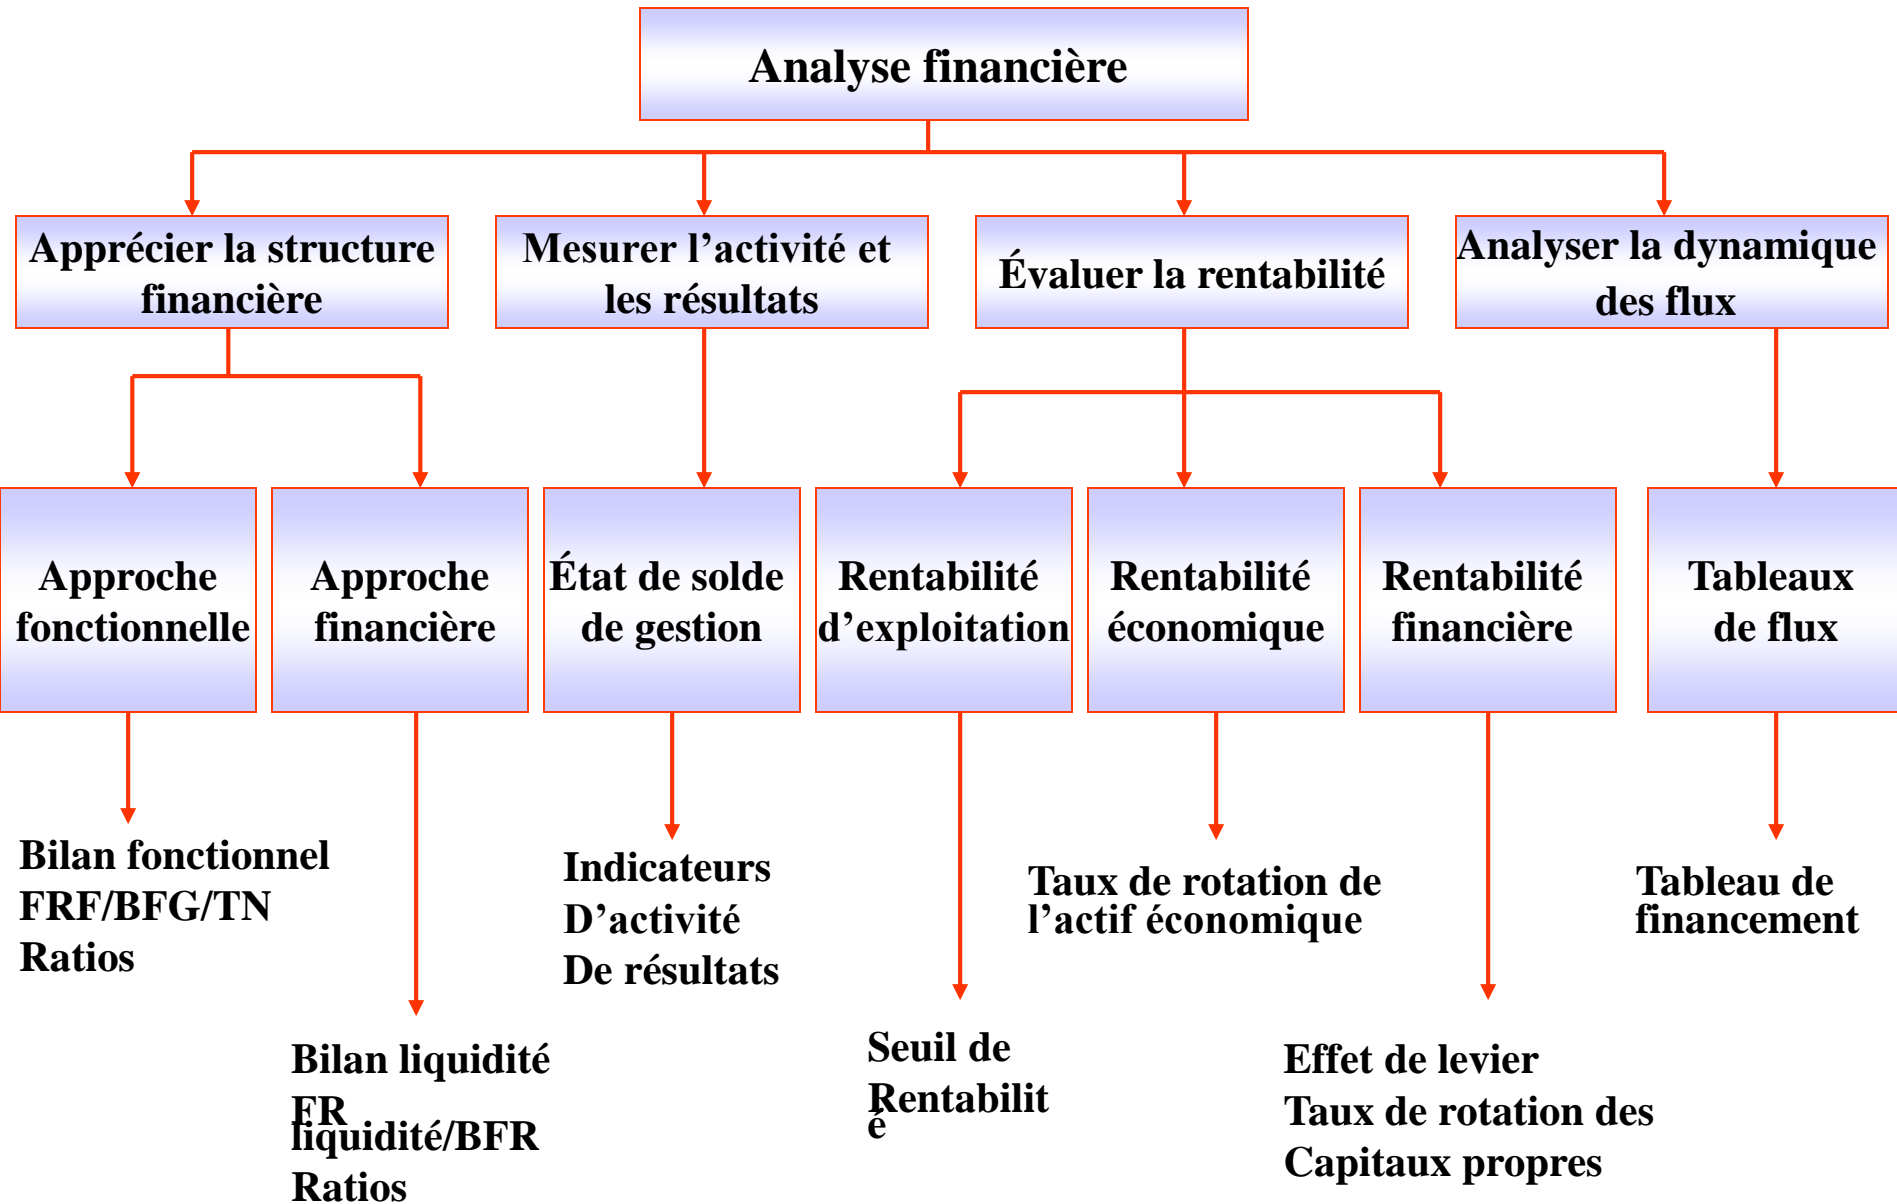 Analyse financière
Apprécier la structure
financière
Mesurer l’activité et
les résultats
Évaluer la rentabilité
Analyser la dynamique
des flux
Approche
fonctionnelle
Approche
financière
État de solde
de gestion
Rentabilité
d’exploitation
Rentabilité
économique
Rentabilité
financière
Tableaux
de flux
Bilan fonctionnel
FRF/BFG/TN
Ratios
Bilan liquidité
FR
liquidité/BFR
Ratios
Indicateurs
D’activité
De résultats
Seuil de
Rentabilit
é
Taux de rotation de
l’actif économique
Effet de levier
Taux de rotation des
Capitaux propres
Tableau de
financement